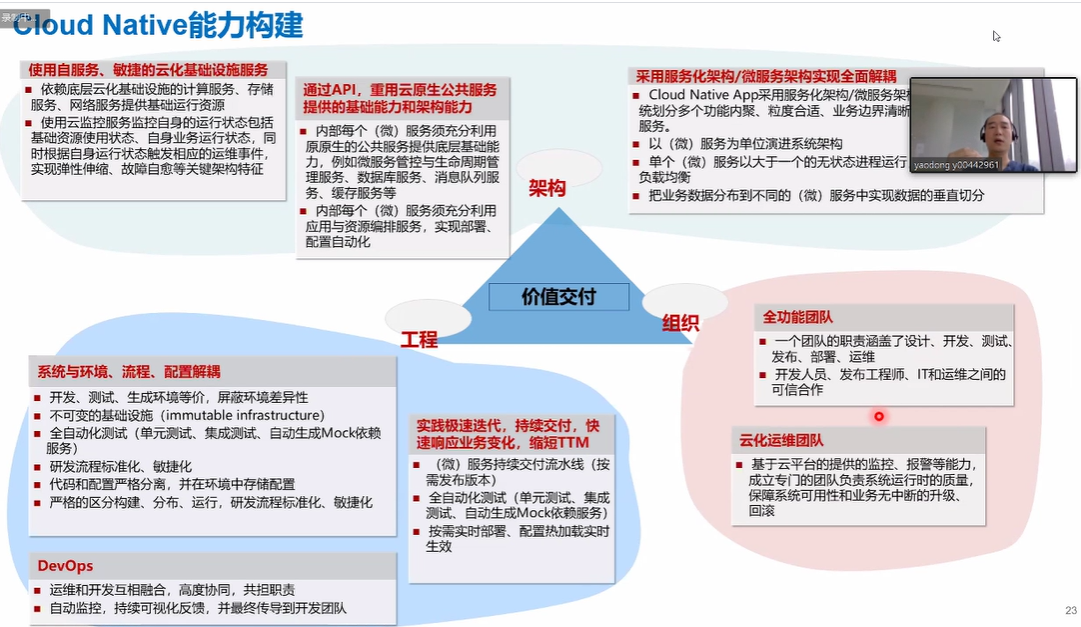 录制中
Cloud Native能力构建
使用自服务、敏捷的云化基础设施服务
依赖底层云化基础设施的计算服务、存储
服务、网络服务提供基础运行资源
使用云监控服务监控自身的运行状态包括
基础资源使用状态、自身业务运行状态，同
时根据自身运行状态触发相应的运维事件，
实现弹性伸缩、故障自愈等关键架构特征
通过API，重用云原生公共服务
提供的基础能力和架构能力
内部每个（微）服务须充分利用
原原生的公共服务提供底层基础能
力，例如微服务管控与生命周期管
理服务、数据库服务、消息队列服
务、缓存服务等
内部每个（微）服务须充分利用
应用与资源编排服务，实现部署、
配置自动化
采用服务化架构/微服务架构实现全面解耦
Cloud Native App采用服务化架构/微服务架
统划分多个功能内聚、粒度合适、业务边界清晰
服务。
以（微）服务为单位演进系统架构
单个（微）服务以大于一个的无状态进程运行
负载均衡
把业务数据分布到不同的（微）服务中实现数据的垂直切分
yaodong y00442961
架构
价值交付
工程
组织
系统与环境、流程、配置解耦
开发、测试、生成环境等价，屏蔽环境差异性
不可变的基础设施（immutable infrastructure）
全自动化测试（单元测试、集成测试、自动生成Mock依赖
服务）
研发流程标准化、敏捷化
代码和配置严格分离，并在环境中存储配置
严格的区分构建、分布、运行，研发流程标准化、敏捷化
DevOps
运维和开发互相融合，高度协同，共担职责
自动监控，持续可视化反馈，并最终传导到开发团队
实践极速迭代，持续交付，快
速响应业务变化，缩短TTM
（微）服务持续交付流水线（按
需发布版本）
全自动化测试（单元测试、集成
测试、自动生成Mock依赖服务）
按需实时部署、配置热加载实时
生效
全功能团队
一个团队的职责涵盖了设计、开发、测试、
发布、部署、运维
开发人员、发布工程师、IT和运维之间的
可信合作
云化运维团队
基于云平台的提供的监控、报警等能力，
成立专门的团队负责系统运行时的质量，
保障系统可用性和业务无中断的升级、
回滚
23